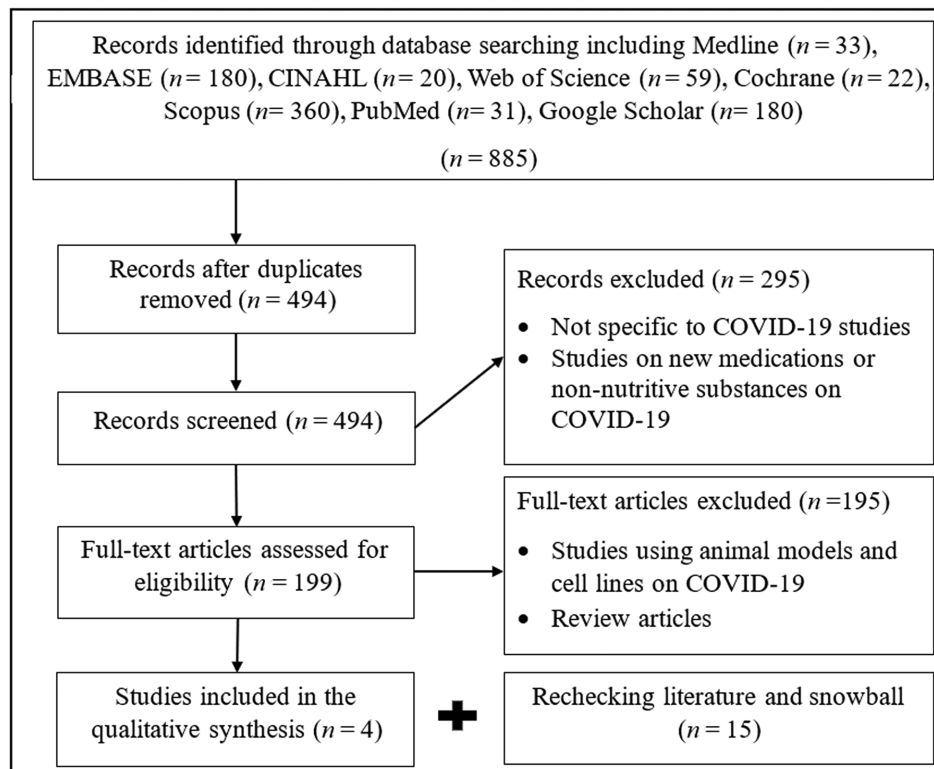 Records identified through database searching including Medline (n = 33),
EMBASE (n= 180), CINAHL (n = 20), Web of Science (n = 59), Cochrane (n = 22),
Scopus (n= 360), PubMed (n = 31), Google Scholar (n= 180)
(n = 885)
Records after duplicates
removed (n = 494)
Records excluded (n = 295)
• Not specific to COVID-19 studies
• Studies on new medications or
non-nutritive substances on
COVID-19
Records screened (n = 494)
Full-text articles excluded (n =195)
• Studies using animal models and
cell lines on COVID-19
• Review articles
Full-text articles assessed for
eligibility (n = 199)
Studies included in the
qualitative synthesis (n = 4)
Rechecking literature and snowball
(n = 15)